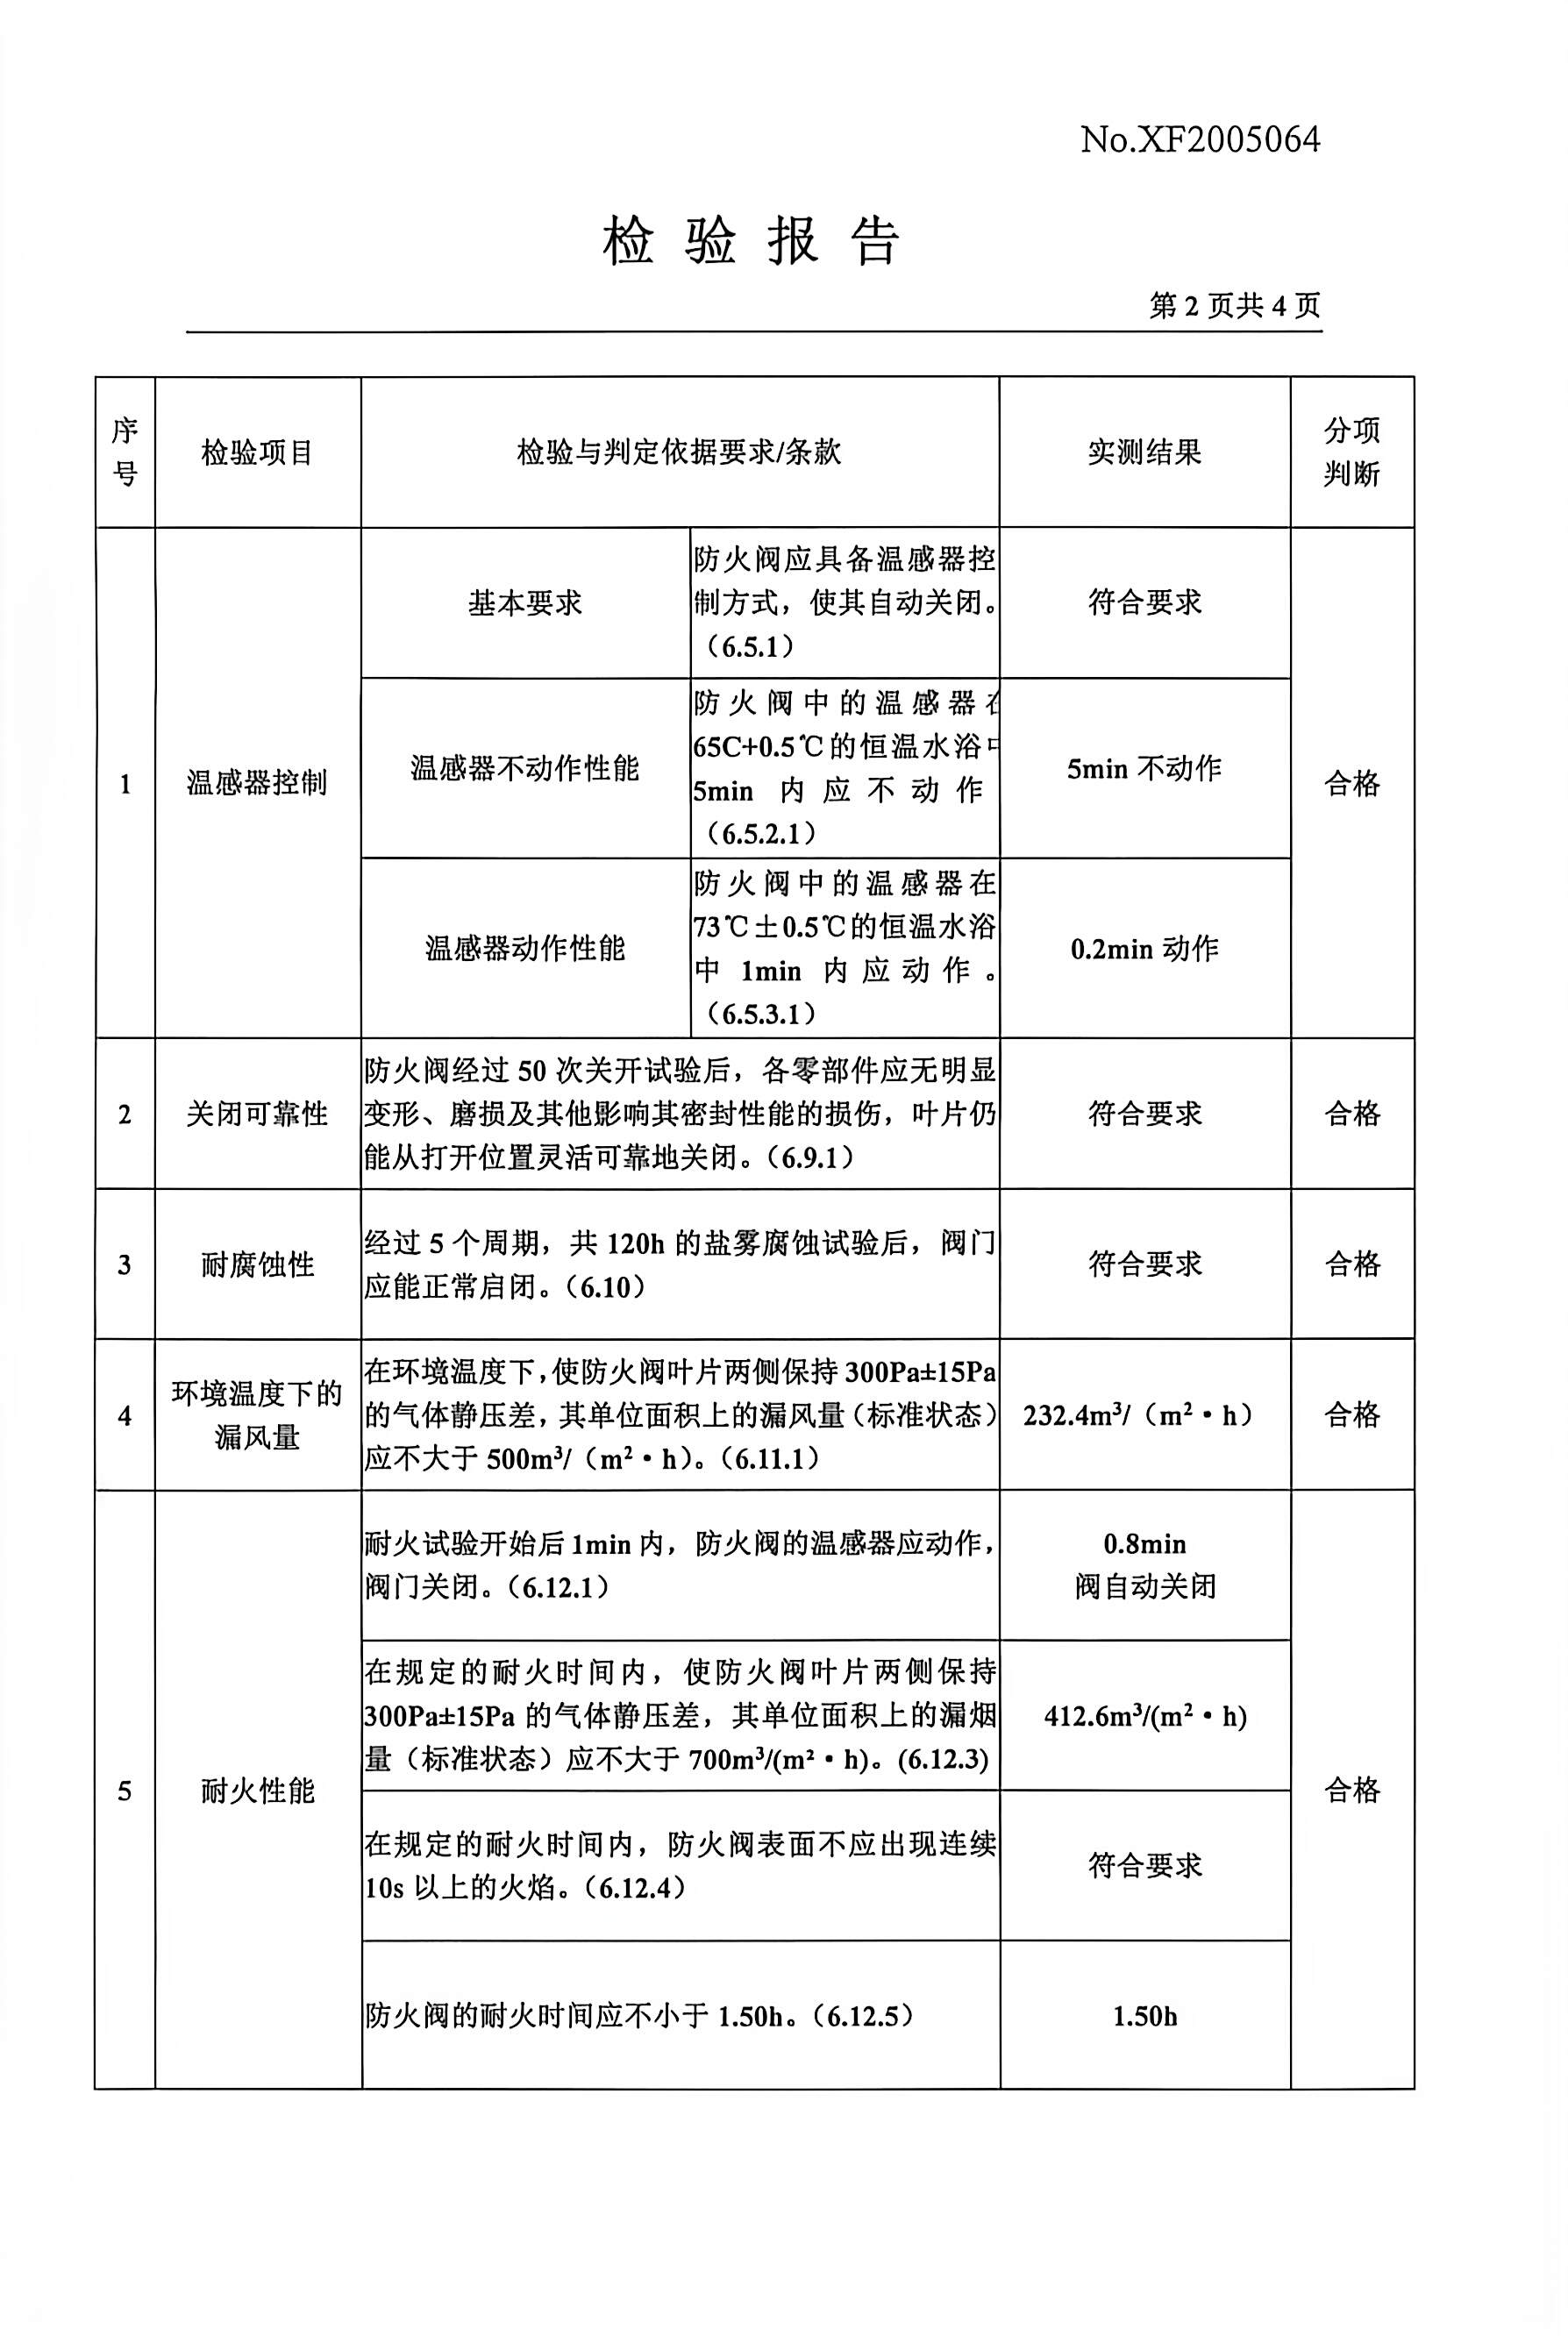 No.XF2005064
检验报告
第 2 页共 4 页
序号
检验项目
检验与判定依据要求/条款
实测结果
分项
判断
1
温感器控制
基本要求
防火阀应具备温感器控
制方式，使其自动关闭。
（6.5.1）
符合要求
合格
温感器不动作性能
防火阀中的温感器在
65C+0.5℃的恒温水浴中
5min 内应不动作
（6.5.2.1）
5min 不动作
温感器动作性能
防火阀中的温感器在
73℃土0.5℃的恒温水浴
中 1min 内应动作。
（6.5.3.1）
0.2min 动作
2
关闭可靠性
防火阀经过 50 次关开试验后，各零部件应无明显
变形、磨损及其他影响其密封性能的损伤，叶片仍
能从打开位置灵活可靠地关闭。（6.9.1）
符合要求
合格
3
耐腐蚀性
经过 5 个周期，共 120h 的盐雾腐蚀试验后，阀门
应能正常启闭。（6.10）
符合要求
合格
4
环境温度下的
漏风量
在环境温度下，使防火阀叶片两侧保持 300Pa±15Pa
的气体静压差，其单位面积上的漏风量（标准状态）
应不大于 500m³/（m²·h）。（6.11.1）
232.4m³/（m²·h）
合格
5
耐火性能
耐火试验开始后 1min 内，防火阀的温感器应动作，
阀门关闭。（6.12.1）
0.8min
阀自动关闭
合格
在规定的耐火时间内，使防火阀叶片两侧保持
300Pa±15Pa 的气体静压差，其单位面积上的漏烟
量（标准状态）应不大于 700m³/(m²·h)。(6.12.3)
412.6m³/(m²·h)
在规定的耐火时间内，防火阀表面不应出现连续
10s 以上的火焰。（6.12.4）
符合要求
防火阀的耐火时间应不小于 1.50h。（6.12.5）
1.50h